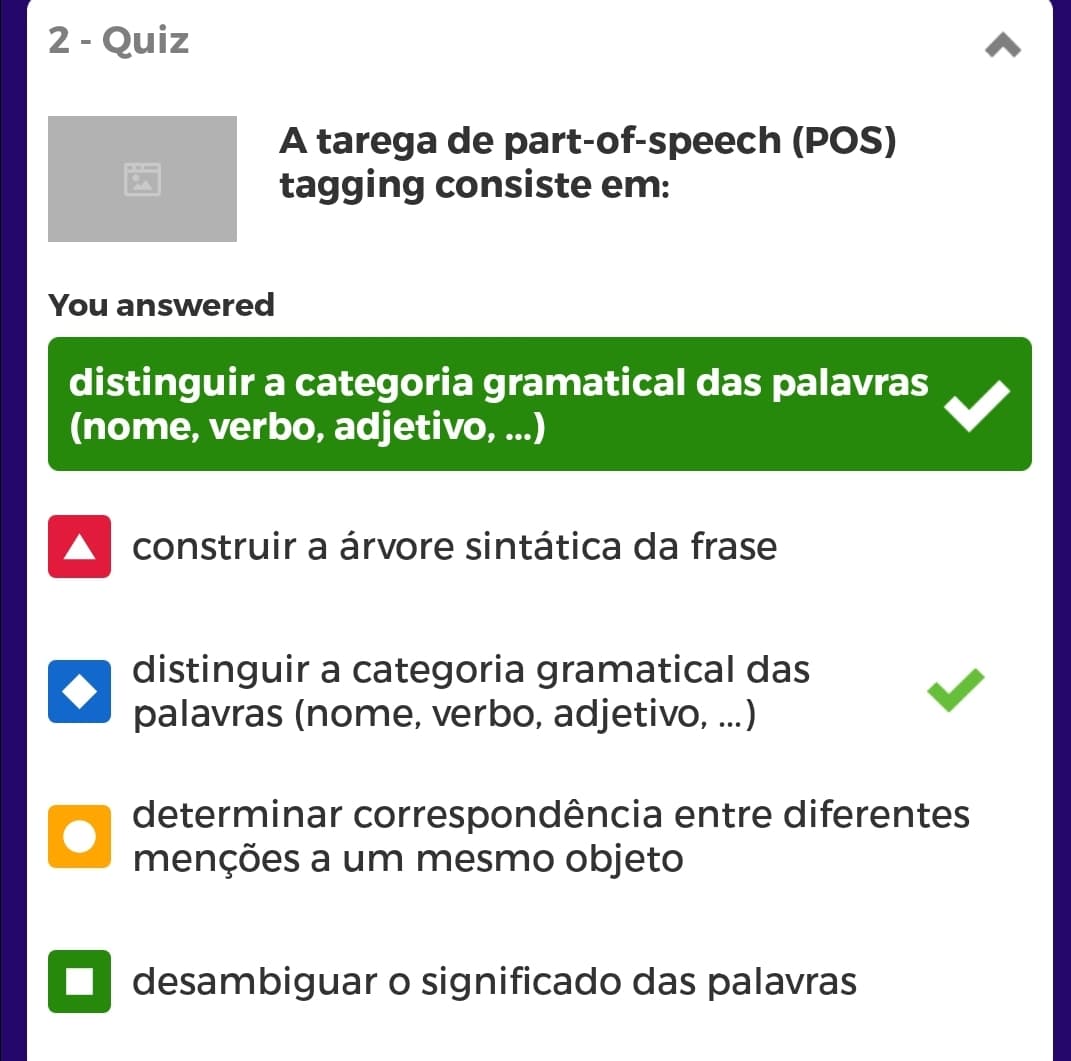 2 - Quiz
A tarega de part-of-speech (POS)
tagging consiste em:
You answered
distinguir a categoria gramatical das palavras
(nome, verbo, adjetivo, ...)
construir a árvore sintática da frase
distinguir a categoria gramatical das
palavras (nome, verbo, adjetivo, ...)
determinar correspondência entre diferentes
menções a um mesmo objeto
desambiguar o significado das palavras